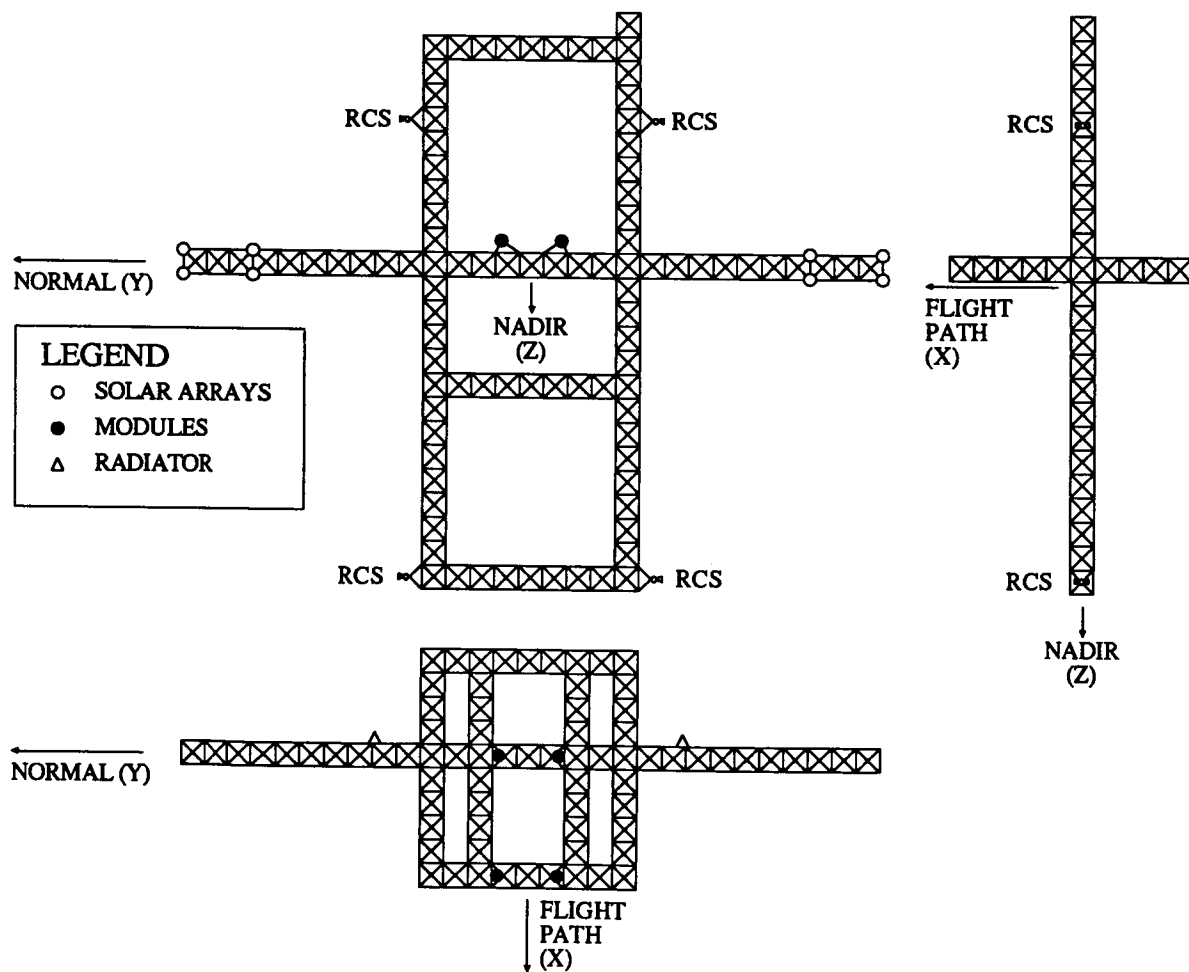 RCS
RCS
RCS
NORMAL (Y)
NADIR
(Z)
FLIGHT
PATH
(X)
LEGEND
SOLAR ARRAYS
MODULES
RADIATOR
RCS
RCS
RCS
NADIR
(Z)
NORMAL (Y)
FLIGHT
PATH
(X)